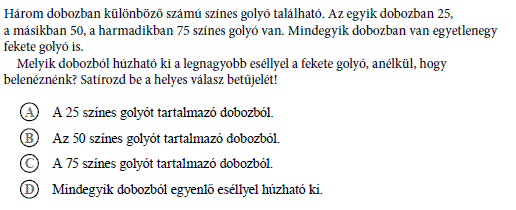 Három dobozban különböző számú színes golyó található. Az egyik dobozban 25,
a másikban 50, a harmadikban 75 színes golyó van. Mindegyik dobozban van egyetlenegy
fekete golyó is.
Melyik dobozból húzható ki a legnagyobb eséllyel a fekete golyó, anélkül, hogy
belenéznénk? Satírozd be a helyes válasz betűjelét!
A A 25 színes golyót tartalmazó dobozból.
B Az 50 színes golyót tartalmazó dobozból.
C A 75 színes golyót tartalmazó dobozból.
D Mindegyik dobozból egyenlő eséllyel húzható ki.